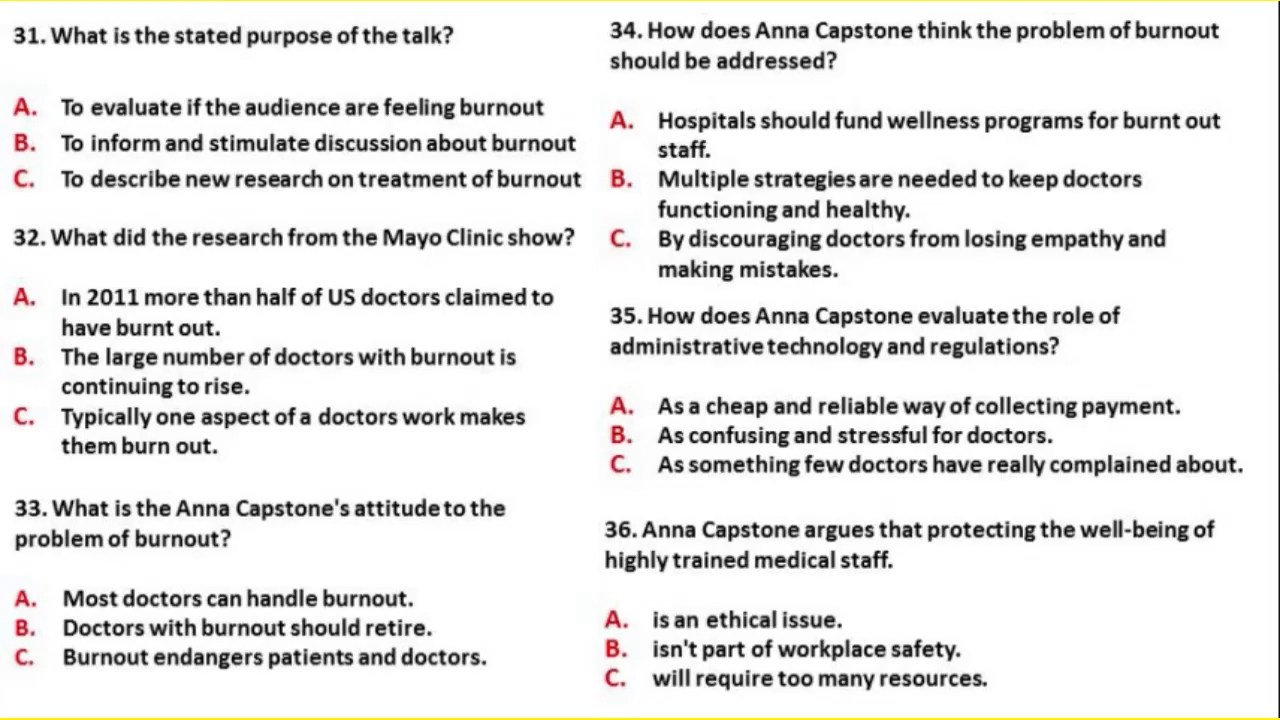 31. What is the stated purpose of the talk?
A. To evaluate if the audience are feeling burnout
B. To inform and stimulate discussion about burnout
C. To describe new research on treatment of burnout
32. What did the research from the Mayo Clinic show?
A. In 2011 more than half of US doctors claimed to
have burnt out.
B. The large number of doctors with burnout is
continuing to rise.
C. Typically one aspect of a doctors work makes
them burn out.
33. What is the Anna Capstone's attitude to the
problem of burnout?
A. Most doctors can handle burnout.
B. Doctors with burnout should retire.
C. Burnout endangers patients and doctors.
34. How does Anna Capstone think the problem of burnout
should be addressed?
A. Hospitals should fund wellness programs for burnt out
staff.
B. Multiple strategies are needed to keep doctors
functioning and healthy.
C. By discouraging doctors from losing empathy and
making mistakes.
35. How does Anna Capstone evaluate the role of
administrative technology and regulations?
A. As a cheap and reliable way of collecting payment.
B. As confusing and stressful for doctors.
C. As something few doctors have really complained about.
36. Anna Capstone argues that protecting the well-being of
highly trained medical staff.
A. is an ethical issue.
B. isn't part of workplace safety.
C. will require too many resources.